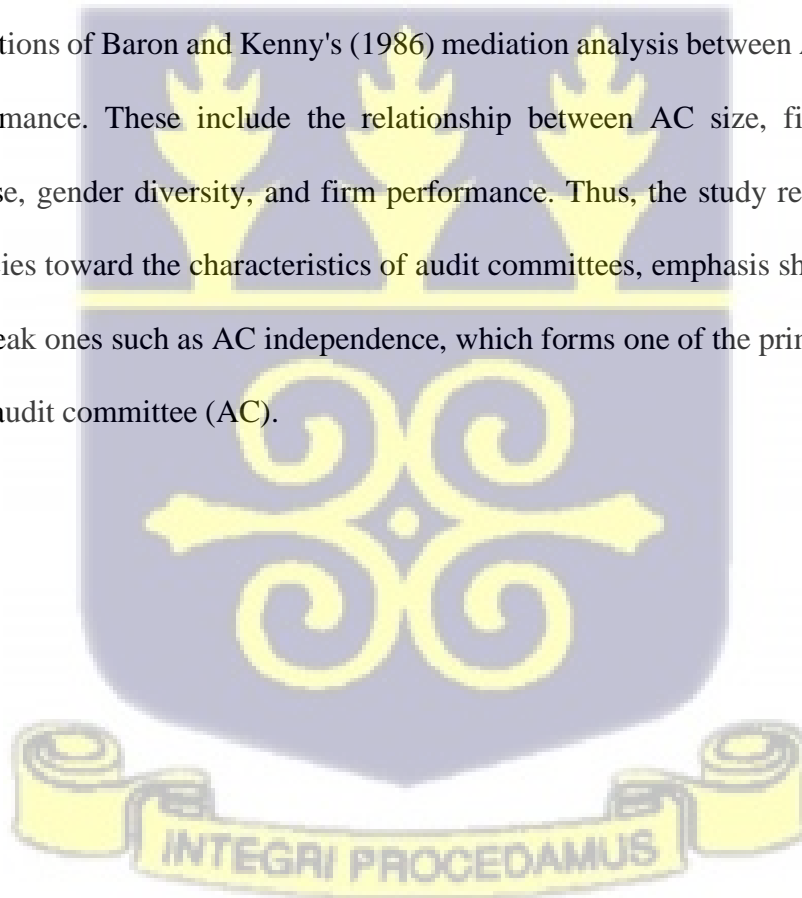 tions of Baron and Kenny's (1986) mediation analysis between A
mance. These include the relationship between AC size, fi
se, gender diversity, and firm performance. Thus, the study re
ies toward the characteristics of audit committees, emphasis sh
eak ones such as AC independence, which forms one of the prin
audit committee (AC).
INTEGRI PROCEDAMUS